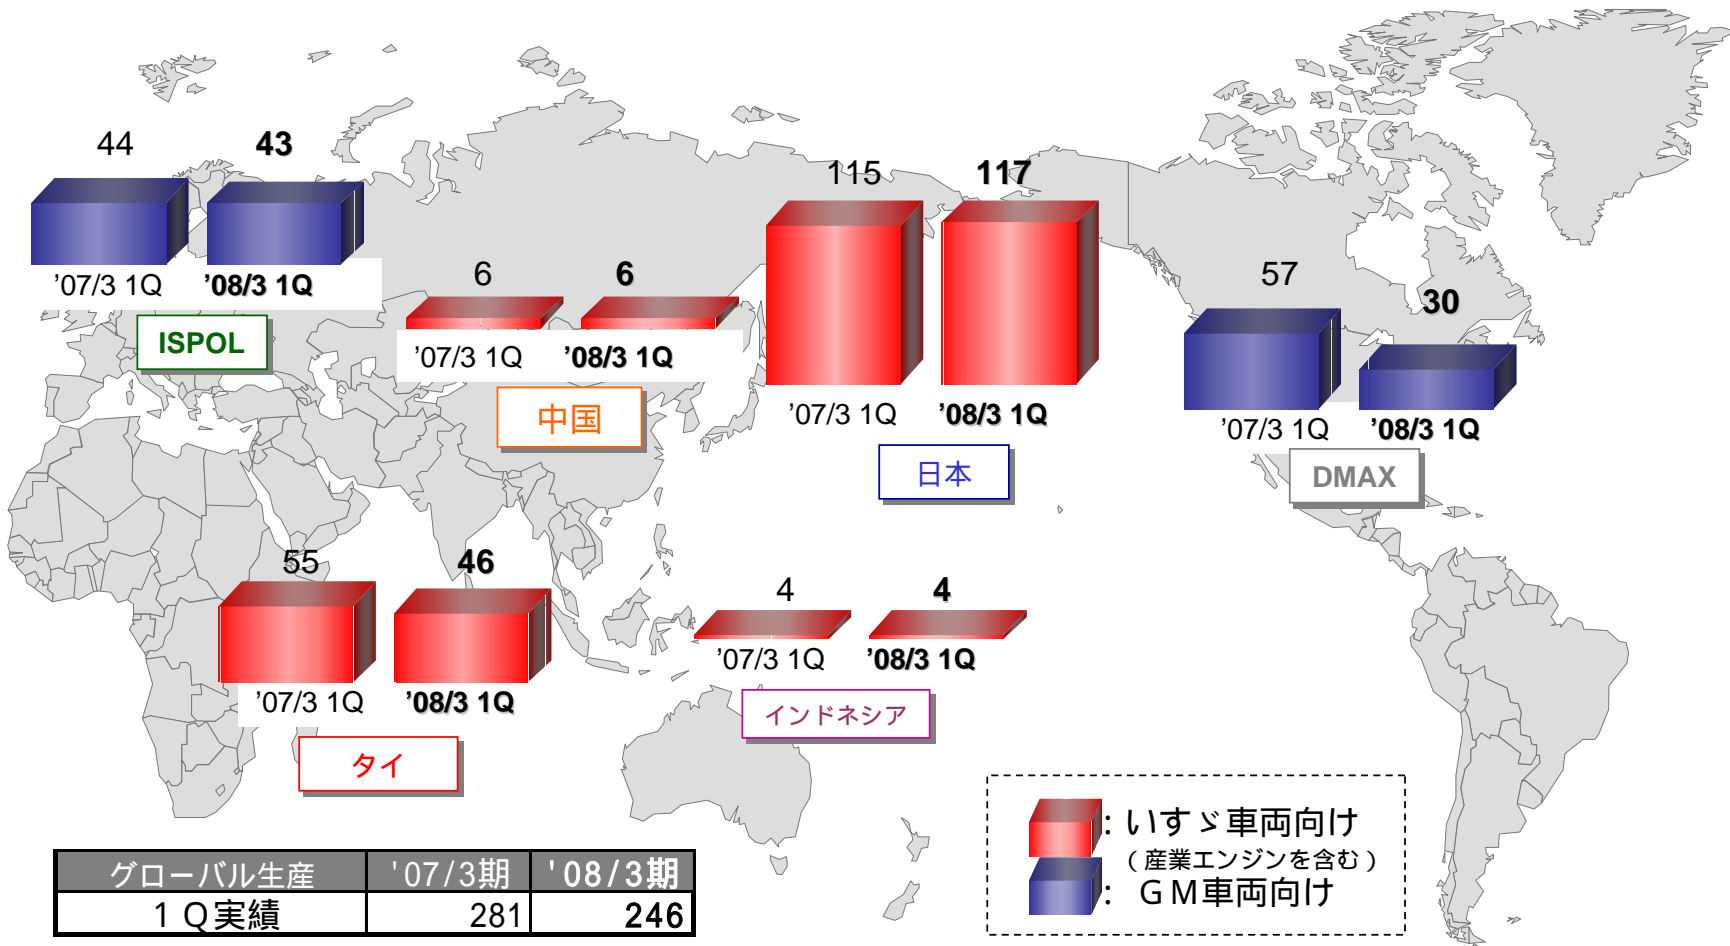 44
43
’07/3 1Q
’08/3 1Q
ISPOL
6
6
’07/3 1Q
’08/3 1Q
中国
115
117
’07/3 1Q
’08/3 1Q
日本
57
30
’07/3 1Q
’08/3 1Q
DMAX
55
46
’07/3 1Q
’08/3 1Q
タイ
4
4
’07/3 1Q
’08/3 1Q
インドネシア
: いすゞ車両向け
(産業エンジンを含む)
: GM車両向け
グローバル生産 '07/3期 '08/3期
1Q実績 281 246